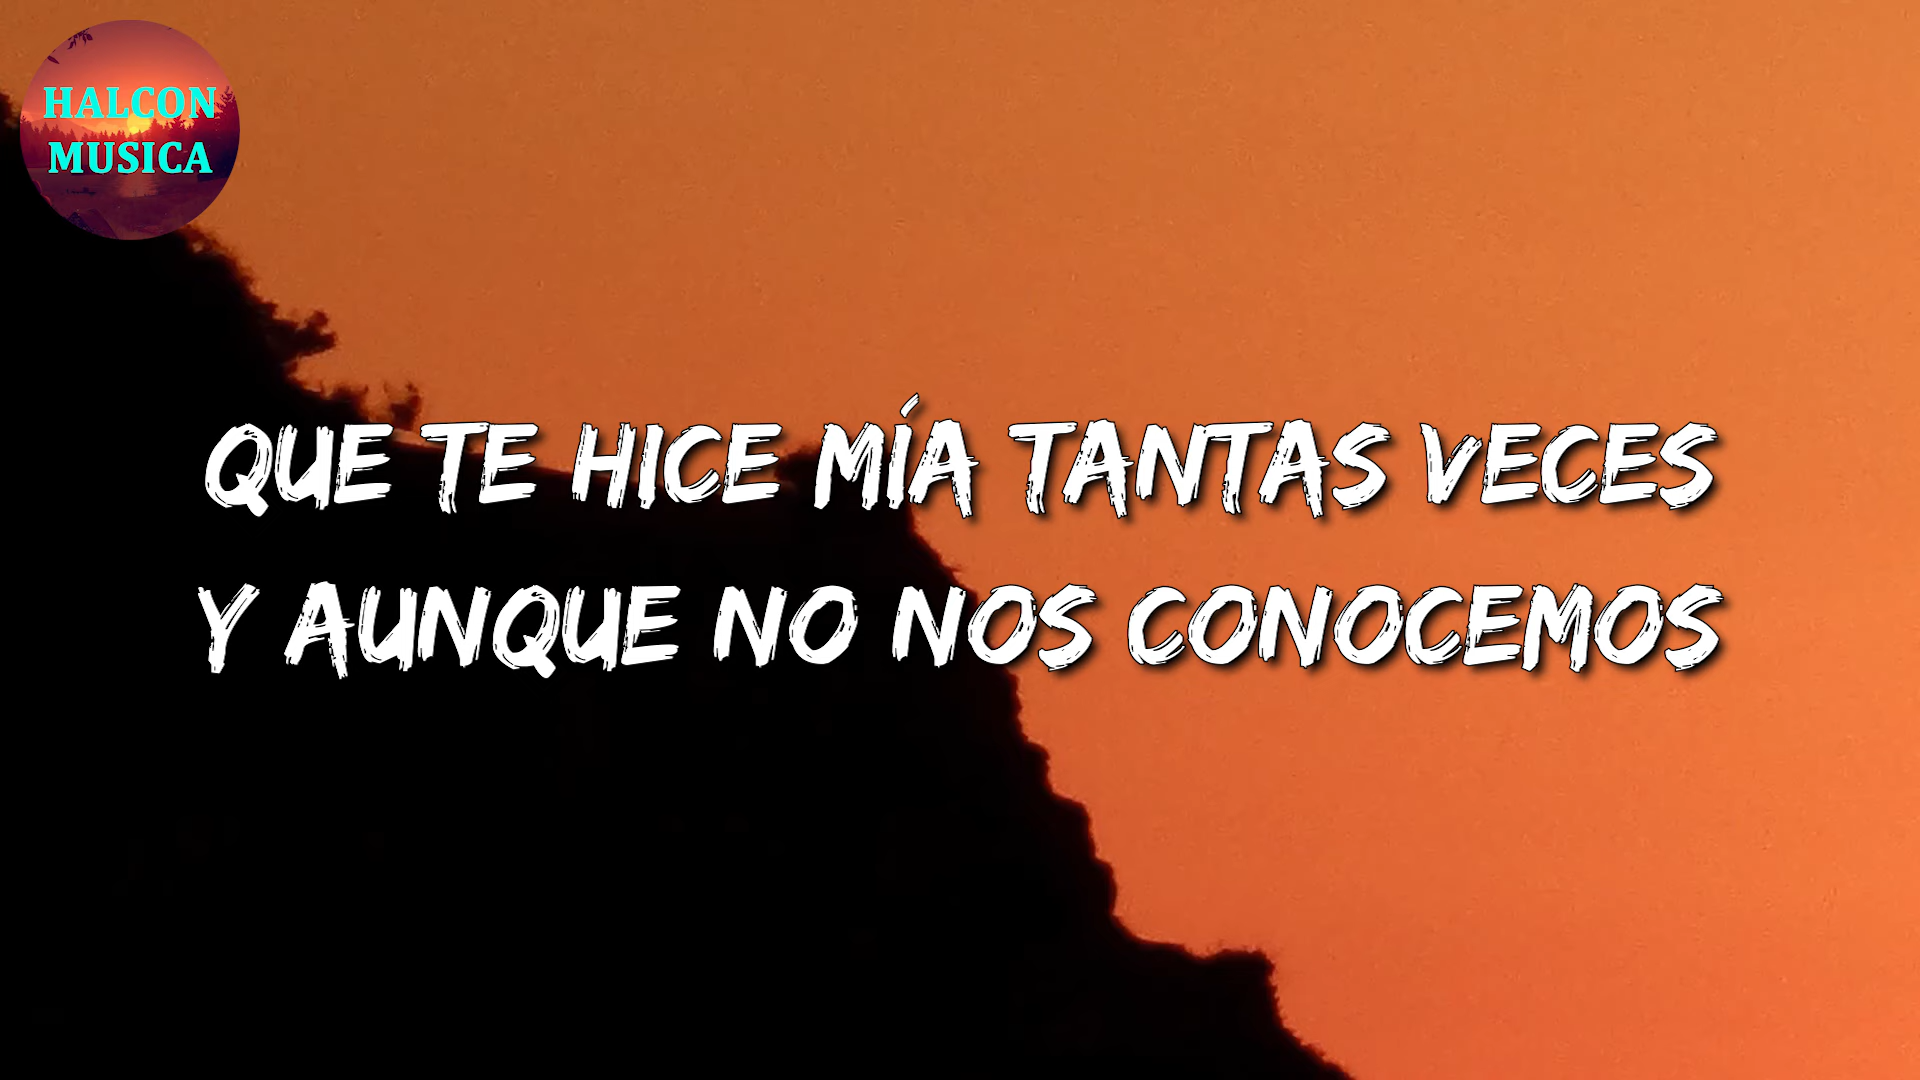 HALCON
MUSICA
QUE TE HICE MÍA TANTAS VECES
Y AUNQUE NO NOS CONOCEMOS